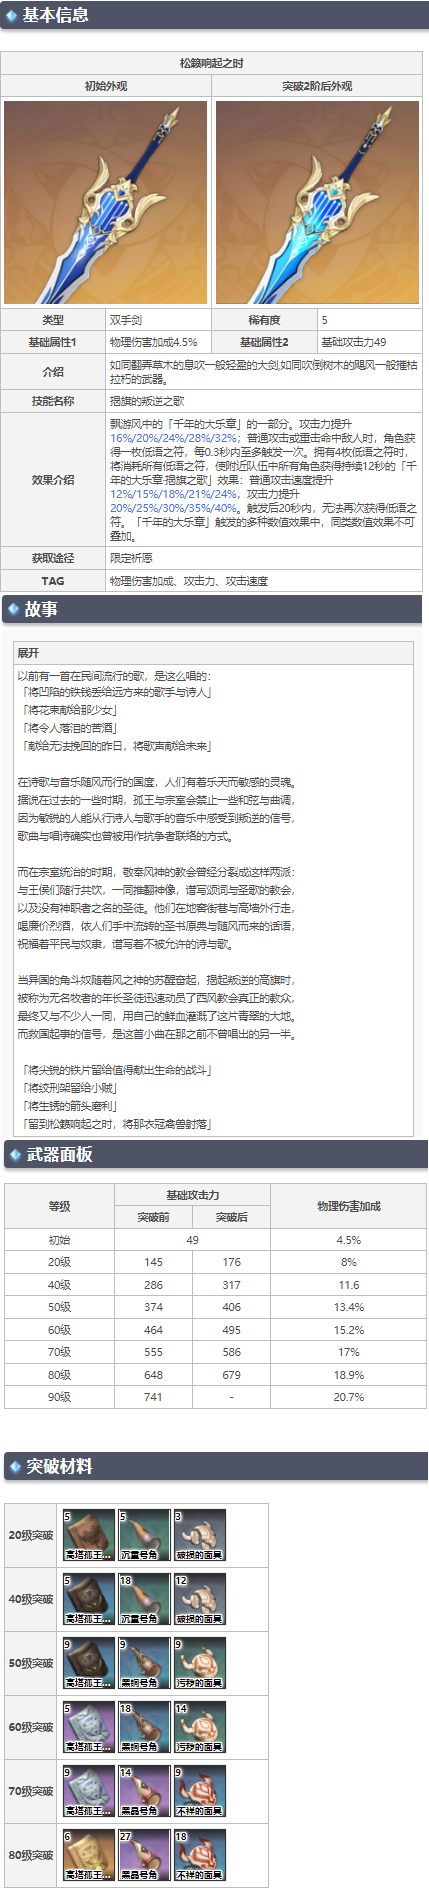 基本信息
松籁响起之时
初始外观 突破2阶后外观
类型 双手剑 稀有度 5
基础属性1 物理伤害加成4.5% 基础属性2 基础攻击力49
介绍 如同翻弄草木的息吹一般轻盈的大剑,如同吹倒树木的飓风一般摧枯
拉朽的武器。
技能名称 揭旗的叛逆之歌
效果介绍
飘游风中的「千年的大乐章」的一部分。攻击力提升
16%/20%/24%/28%/32%；普通攻击或重击命中敌人时，角色获
得一枚低语之符，每0.3秒内至多触发一次。拥有4枚低语之符时，
将消耗所有低语之符，使附近队伍中所有角色获得持续12秒的「千
年的大乐章·揭旗之歌」效果：普通攻击速度提升
12%/15%/18%/21%/24%，攻击力提升
20%/25%/30%/35%/40%。触发后20秒内，无法再次获得低语之
符。「千年的大乐章」触发的多种数值效果中，同类数值效果不可
叠加。
获取途径 限定祈愿
TAG 物理伤害加成、攻击力、攻击速度
故事
展开
以前有一首在民间流行的歌，是这么唱的：
「将凹陷的铁钱丢给远方来的歌手与诗人」
「将花束献给那少女」
「将令人落泪的苦酒」
「献给无法挽回的昨日，将歌声献给未来」
在诗歌与音乐随风而行的国度，人们有着乐天而敏感的灵魂。
据说在过去的一些时期，孤王与宗室会禁止一些和弦与曲调，
因为敏锐的人能从行诗人与歌手的音乐中感受到叛逆的信号，
歌曲与唱诗确实也曾被用作抗争者联络的方式。
而在宗室统治的时期，敬奉风神的教会曾经分裂成这样两派：
与王侯们随行共饮，一同推翻神像，谱写颂词与圣歌的教会，
以及没有神职者之名的圣徒。他们在地窖街巷与高墙外行走，
喝廉价烈酒，依人们手中流转的圣书原典与随风而来的话语，
祝福着平民与奴隶，谱写着不被允许的诗与歌。
当异国的角斗奴随着风之神的苏醒奋起，揭起叛逆的高旗时，
被称为无名牧者的年长圣徒迅速动员了西风教会真正的教众，
最终又与不少人一同，用自己的鲜血灌溉了这片青翠的大地。
而救国起事的信号，是这首小曲在那之前不曾唱出的另一半。
「将尖锐的铁片留给值得献出生命的战斗」
「将绞刑架留给小贼」
「将生锈的箭头磨利」
「留到松籁响起之时，将那衣冠禽兽射落」
武器面板
等级 基础攻击力 物理伤害加成
突破前 突破后
初始 49 4.5%
20级 145 176 8%
40级 286 317 11.6
50级 374 406 13.4%
60级 464 495 15.2%
70级 555 586 17%
80级 648 679 18.9%
90级 741 - 20.7%
突破材料
20级突破 5 高塔孤王... 5 沉重号角 3 破损的面具
40级突破 5 高塔孤王... 18 沉重号角 12 破损的面具
50级突破 9 高塔孤王... 9 黑铜号角 9 污秽的面具
60级突破 5 高塔孤王... 18 黑铜号角 14 污秽的面具
70级突破 9 高塔孤王... 14 黑晶号角 9 不祥的面具
80级突破 6 高塔孤王... 27 黑晶号角 18 不祥的面具